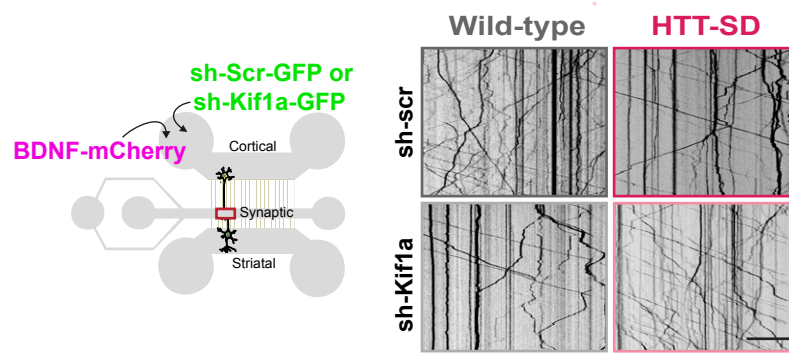 sh-Scr-GFP or
sh-Kif1a-GFP
BDNF-mCherry
Cortical
Synaptic
Striatal
Wild-type
HTT-SD
sh-scr
sh-Kif1a